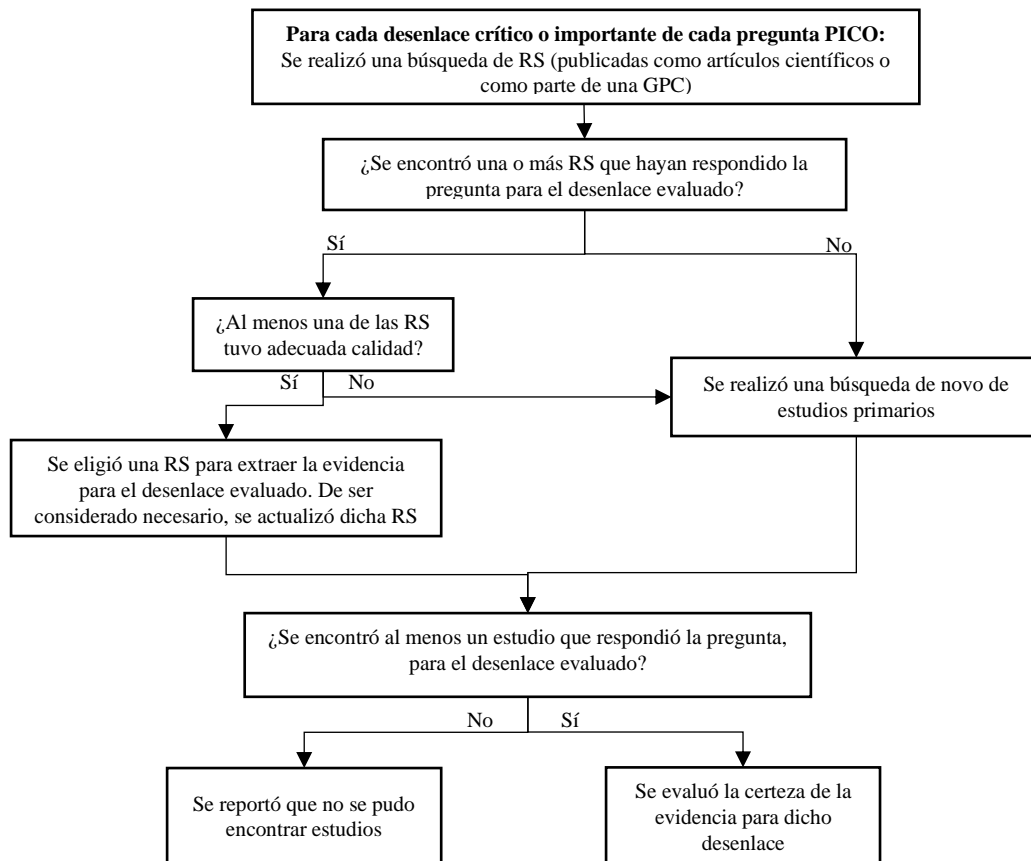 Para cada desenlace crítico o importante de cada pregunta PICO:
Se realizó una búsqueda de RS (publicadas como artículos científicos o
como parte de una GPC)
¿Se encontró una o más RS que hayan respondido la
pregunta para el desenlace evaluado?
Sí
No
¿Al menos una de las RS
tuvo adecuada calidad?
Sí
No
Se realizó una búsqueda de novo de
estudios primarios
Se eligió una RS para extraer la evidencia
para el desenlace evaluado. De ser
considerado necesario, se actualizó dicha RS
¿Se encontró al menos un estudio que respondió la pregunta,
para el desenlace evaluado?
No
Sí
Se reportó que no se pudo
encontrar estudios
Se evaluó la certeza de la
evidencia para dicho
desenlace